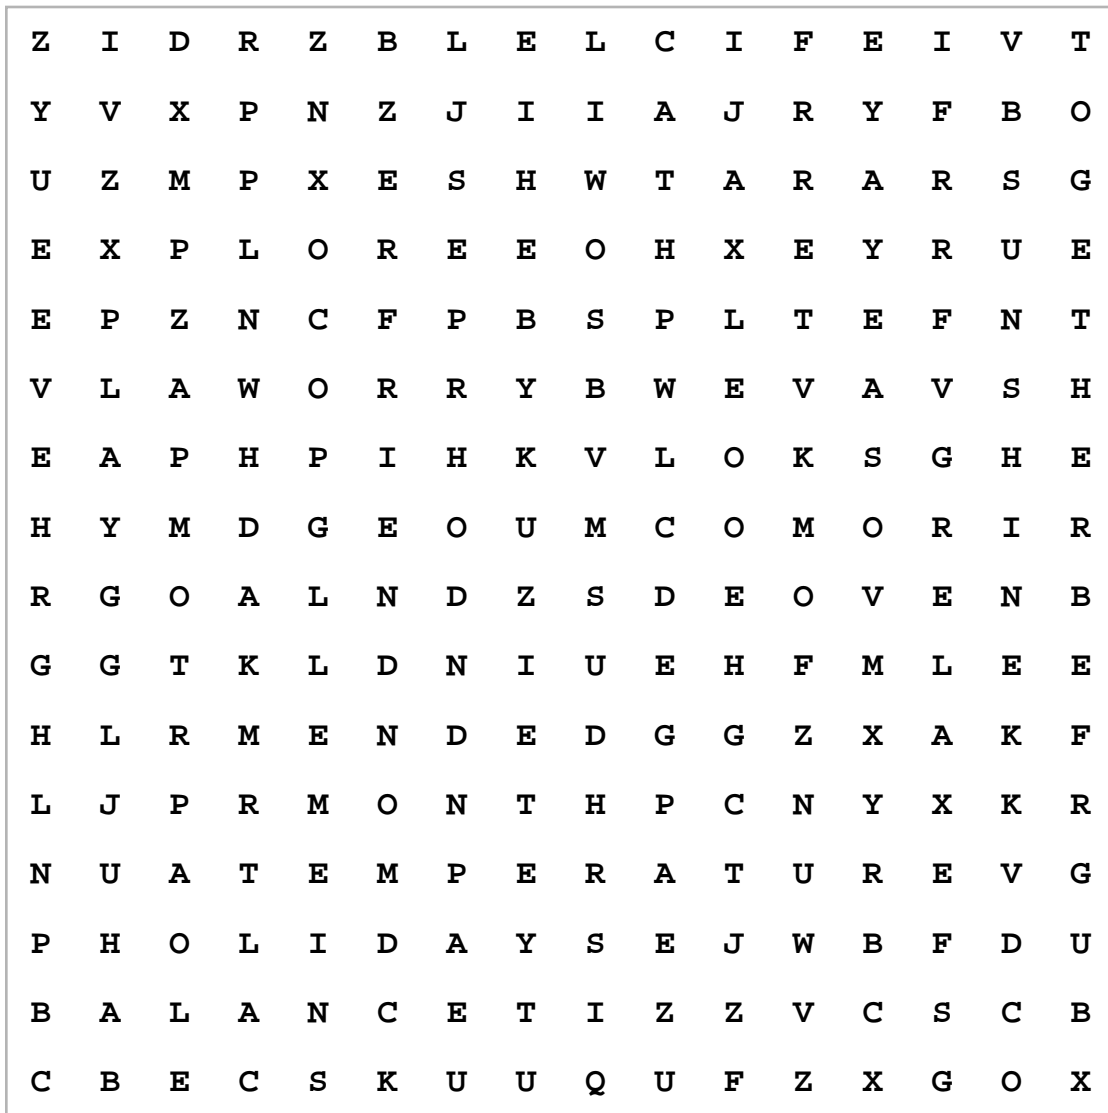 Z I D R Z B L E L C I F E I V T
Y V X P N Z J I I A J R Y F B O
U Z M P X E S H W T A R A R S G
E X P L O R E E O H X E Y R U E
E P Z N C F P B S P L T E F N T
V L A W O R R Y B W E V A V S H
E A P H P I H K V L O K S G H E
H Y M D G E O U M C O M O R I R
R G O A L N D Z S D E O V E N B
G G T K L D N I U E H F M L E E
H L R M E N D E D G G Z X A K F
L J P R M O N T H P C N Y X K R
N U A T E M P E R A T U R E V G
P H O L I D A Y S E J W B F D U
B A L A N C E T I Z Z V C S C B
C B E C S K U U Q U F Z X G O X